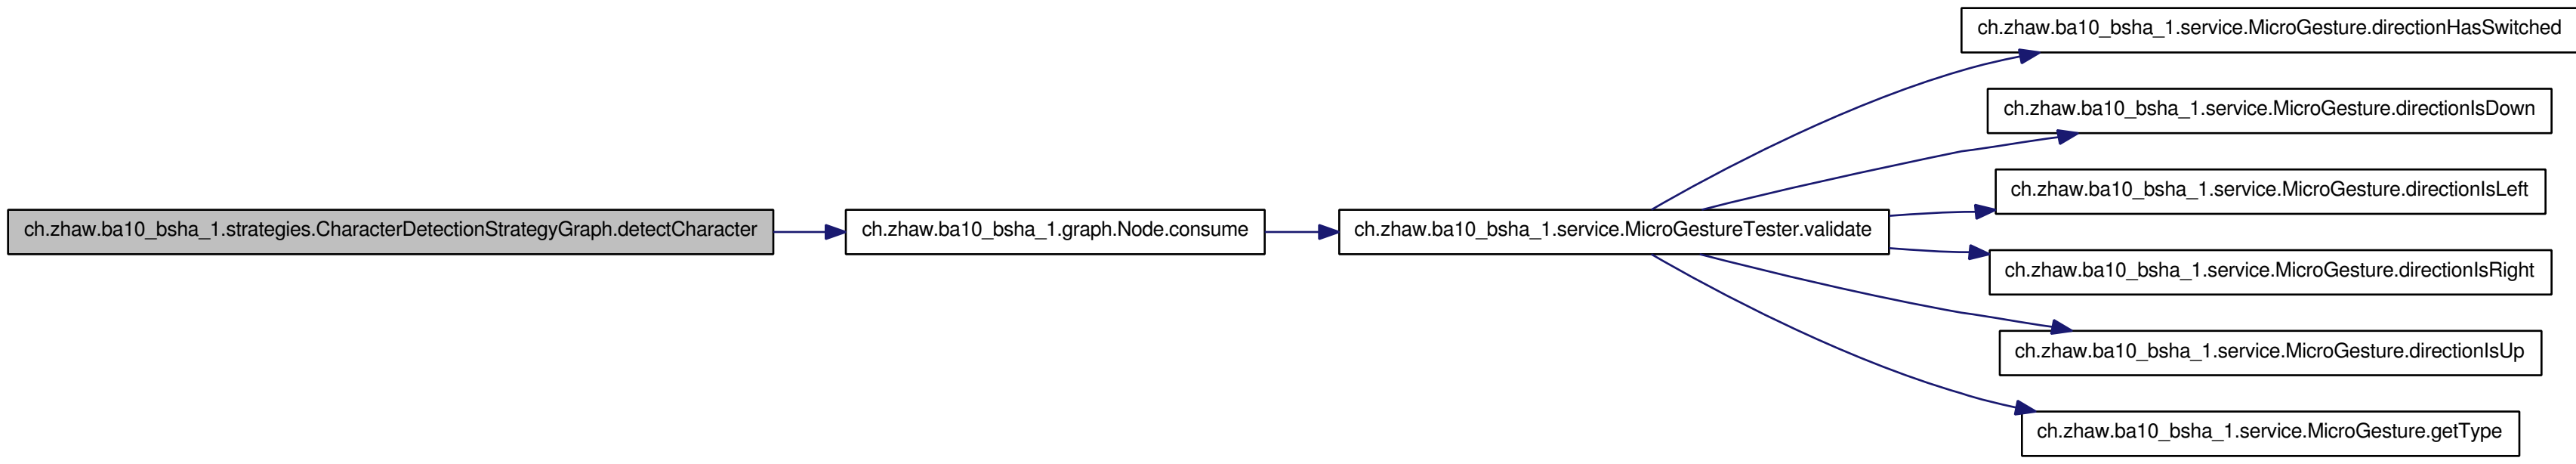 ch.zhaw.ba10_bsha_1.strategies.CharacterDetectionStrategyGraph.detectCharacter
ch.zhaw.ba10_bsha_1.graph.Node.consume
ch.zhaw.ba10_bsha_1.service.MicroGestureTester.validate
ch.zhaw.ba10_bsha_1.service.MicroGesture.directionHasSwitched
ch.zhaw.ba10_bsha_1.service.MicroGesture.directionIsDown
ch.zhaw.ba10_bsha_1.service.MicroGesture.directionIsLeft
ch.zhaw.ba10_bsha_1.service.MicroGesture.directionIsRight
ch.zhaw.ba10_bsha_1.service.MicroGesture.directionIsUp
ch.zhaw.ba10_bsha_1.service.MicroGesture.getType